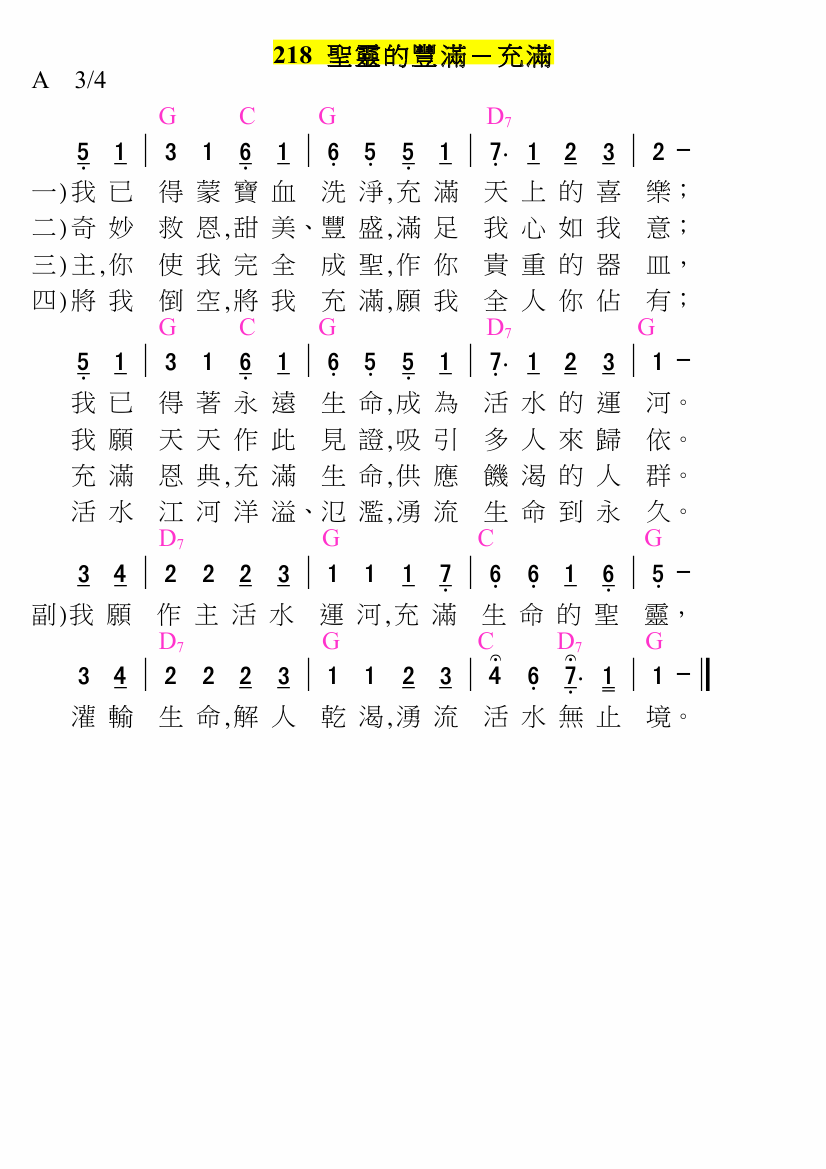 218 聖靈的豐滿－充滿
A 3/4
G C G D7
5 1 | 3 1 6 1 | 6 5 5 1 | 7· 1 2 3 | 2 －
一)我已 得蒙寶血 洗淨,充滿 天上的喜 樂；
二)奇妙 救恩,甜美、豐盛,滿足 我心如我 意；
三)主,你 使我完全 成聖,作你 貴重的器 皿，
四)將我 倒空,將我 充滿,願我 全人你佔 有；
G C G D7 G
5 1 | 3 1 6 1 | 6 5 5 1 | 7· 1 2 3 | 1 －
我已 得著永遠 生命,成為 活水的運 河。
我願 天天作此 見證,吸引 多人來歸 依。
充滿 恩典,充滿 生命,供應 饑渴的人 群。
活水 江河洋溢、氾濫,湧流 生命到永 久。
D7 G C G
3 4 | 2 2 2 3 | 1 1 1 7 | 6 6 1 6 | 5 －
副)我願 作主活水 運河,充滿 生命的聖 靈，
D7 G C D7 G
3 4 | 2 2 2 3 | 1 1 2 3 | 4 6 7· 1 | 1 － ‖
灌輸 生命,解人 乾渴,湧流 活水無止 境。